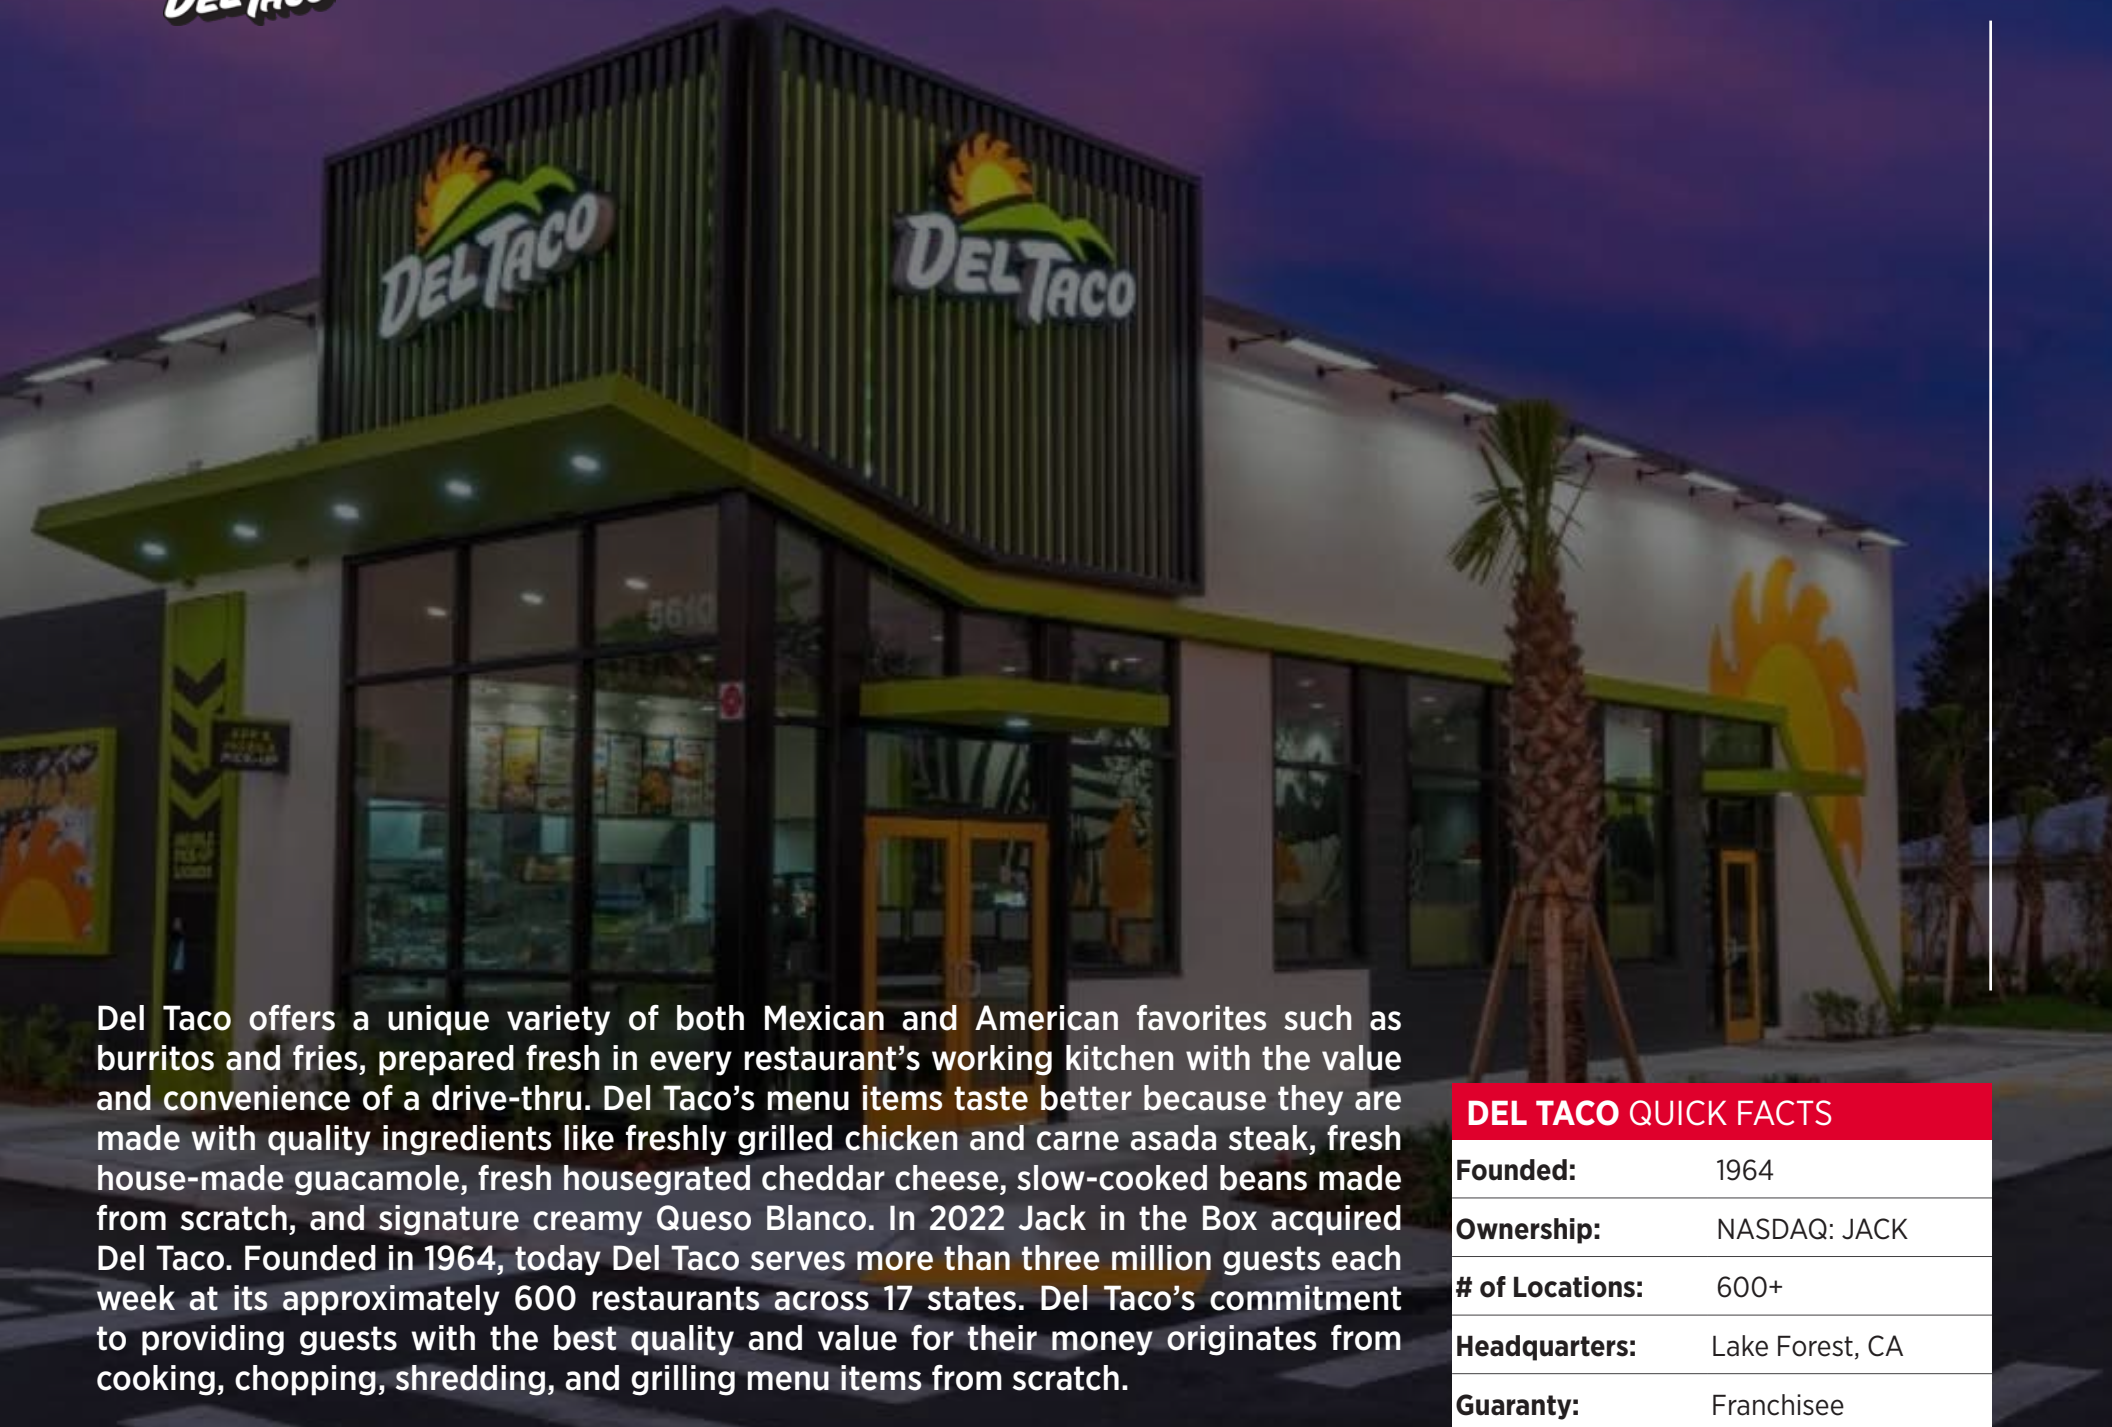 DEL TACO
DEL TACO
DEL TACO
5610
Del Taco offers a unique variety of both Mexican and American favorites such as
burritos and fries, prepared fresh in every restaurant's working kitchen with the value
and convenience of a drive-thru. Del Taco's menu items taste better because they are
made with quality ingredients like freshly grilled chicken and carne asada steak, fresh
house-made guacamole, fresh housegrated cheddar cheese, slow-cooked beans made
from scratch, and signature creamy Queso Blanco. In 2022 Jack in the Box acquired
Del Taco. Founded in 1964, today Del Taco serves more than three million guests each
week at its approximately 600 restaurants across 17 states. Del Taco's commitment
to providing guests with the best quality and value for their money originates from
cooking, chopping, shredding, and grilling menu items from scratch.
DEL TACO QUICK FACTS
Founded: 1964
Ownership: NASDAQ: JACK
# of Locations: 600+
Headquarters: Lake Forest, CA
Guaranty: Franchisee